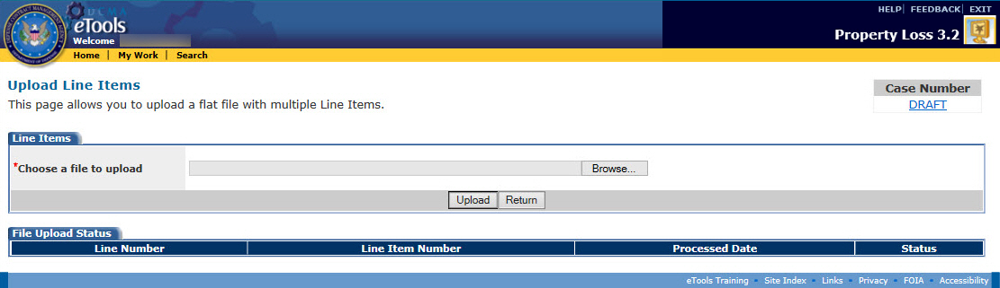 HELP | FEEDBACK | EXIT
DCMA
eTools
Welcome
Property Loss 3.2
Home | My Work | Search
Upload Line Items
This page allows you to upload a flat file with multiple Line Items.
Case Number
DRAFT
Line Items
*Choose a file to upload
Browse...
Upload Return
File Upload Status
Line Number Line Item Number Processed Date Status
eTools Training • Site Index • Links • Privacy • FOIA • Accessibility